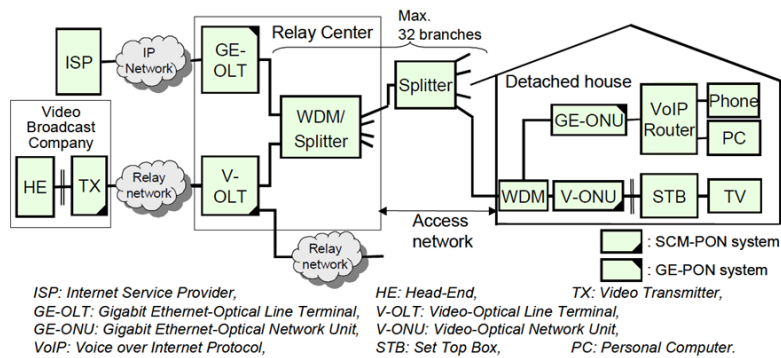 Max.
32 branches
Relay Center
ISP
IP
Network
GE-
OLT
Splitter
Detached house
Video
Broadcast
Company
WDM/
Splitter
GE-ONU
VoIP
Router
Phone
PC
HE
TX
Relay
network
V-
OLT
WDM
V-ONU
STB
TV
Access
network
Relay
network
: SCM-PON system
: GE-PON system
ISP: Internet Service Provider, HE: Head-End, TX: Video Transmitter,
GE-OLT: Gigabit Ethernet-Optical Line Terminal, V-OLT: Video-Optical Line Terminal,
GE-ONU: Gigabit Ethernet-Optical Network Unit, V-ONU: Video-Optical Network Unit,
VoIP: Voice over Internet Protocol, STB: Set Top Box, PC: Personal Computer.